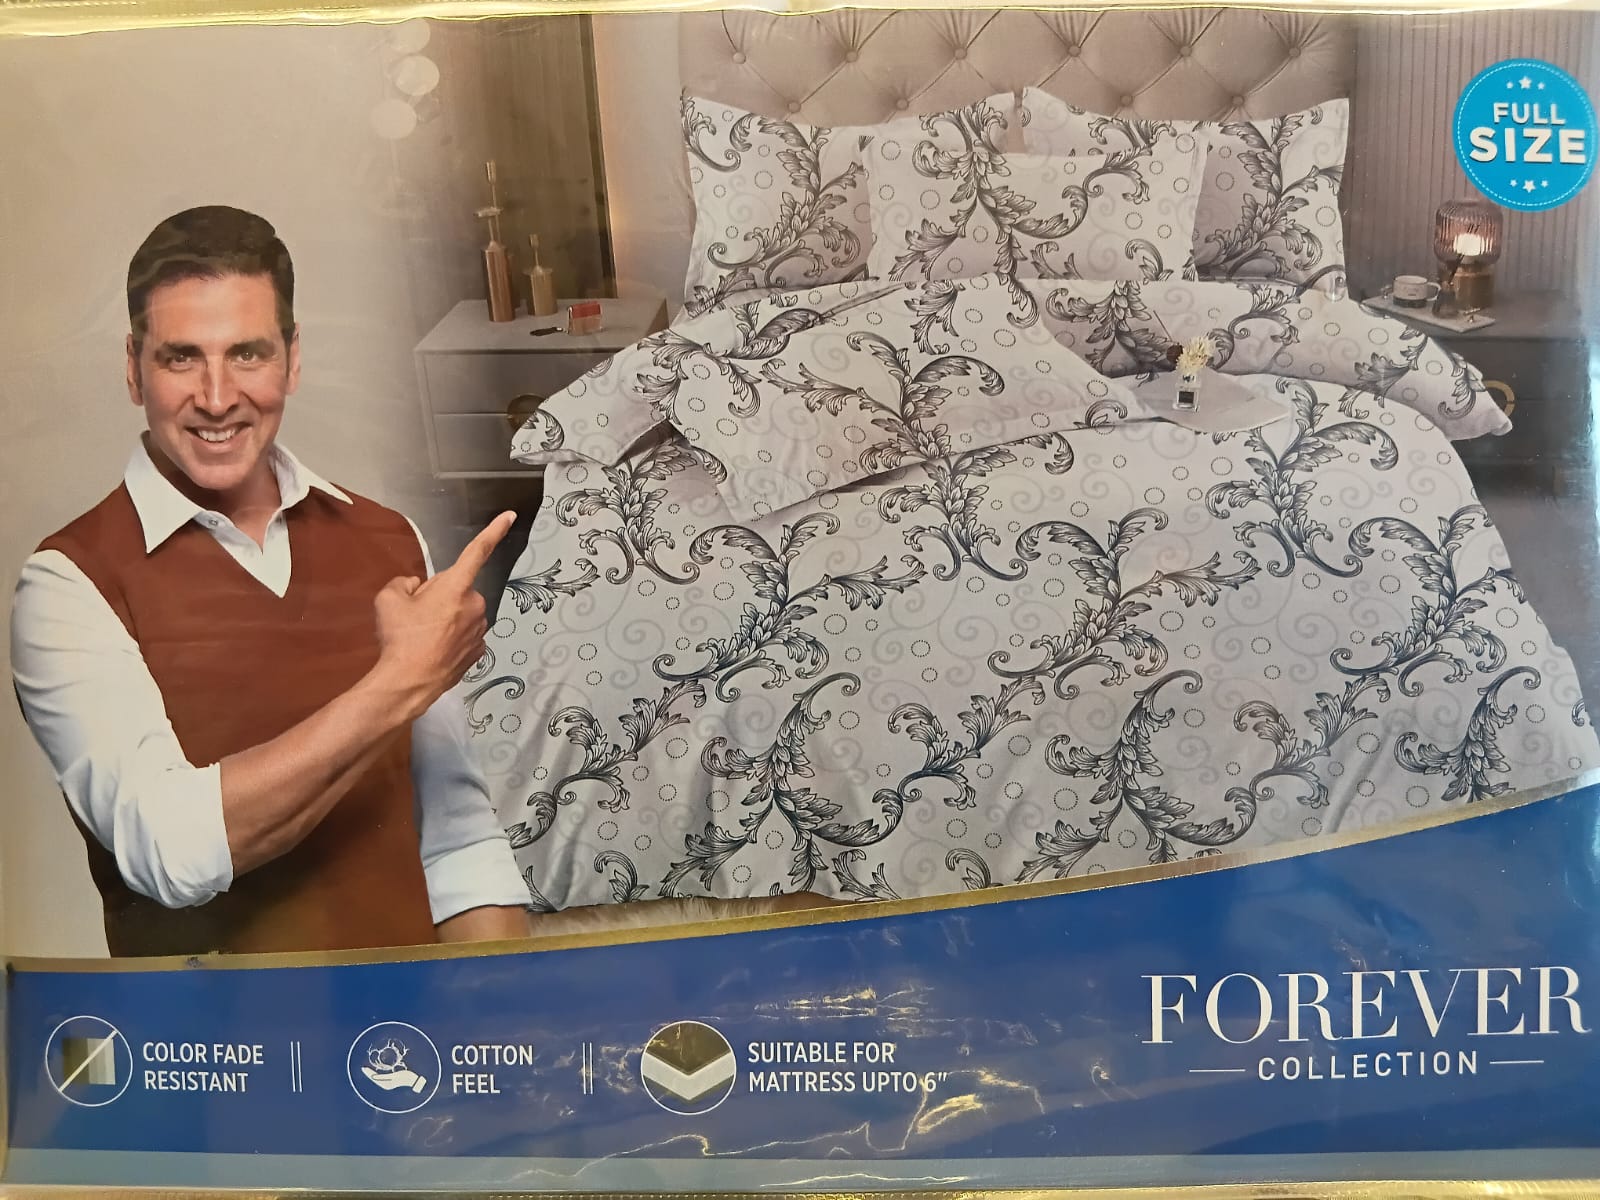 FULL
SIZE
COLOR FADE
RESISTANT
COTTON
FEEL
SUITABLE FOR
MATTRESS UPTO 6"
FOREVER
COLLECTION